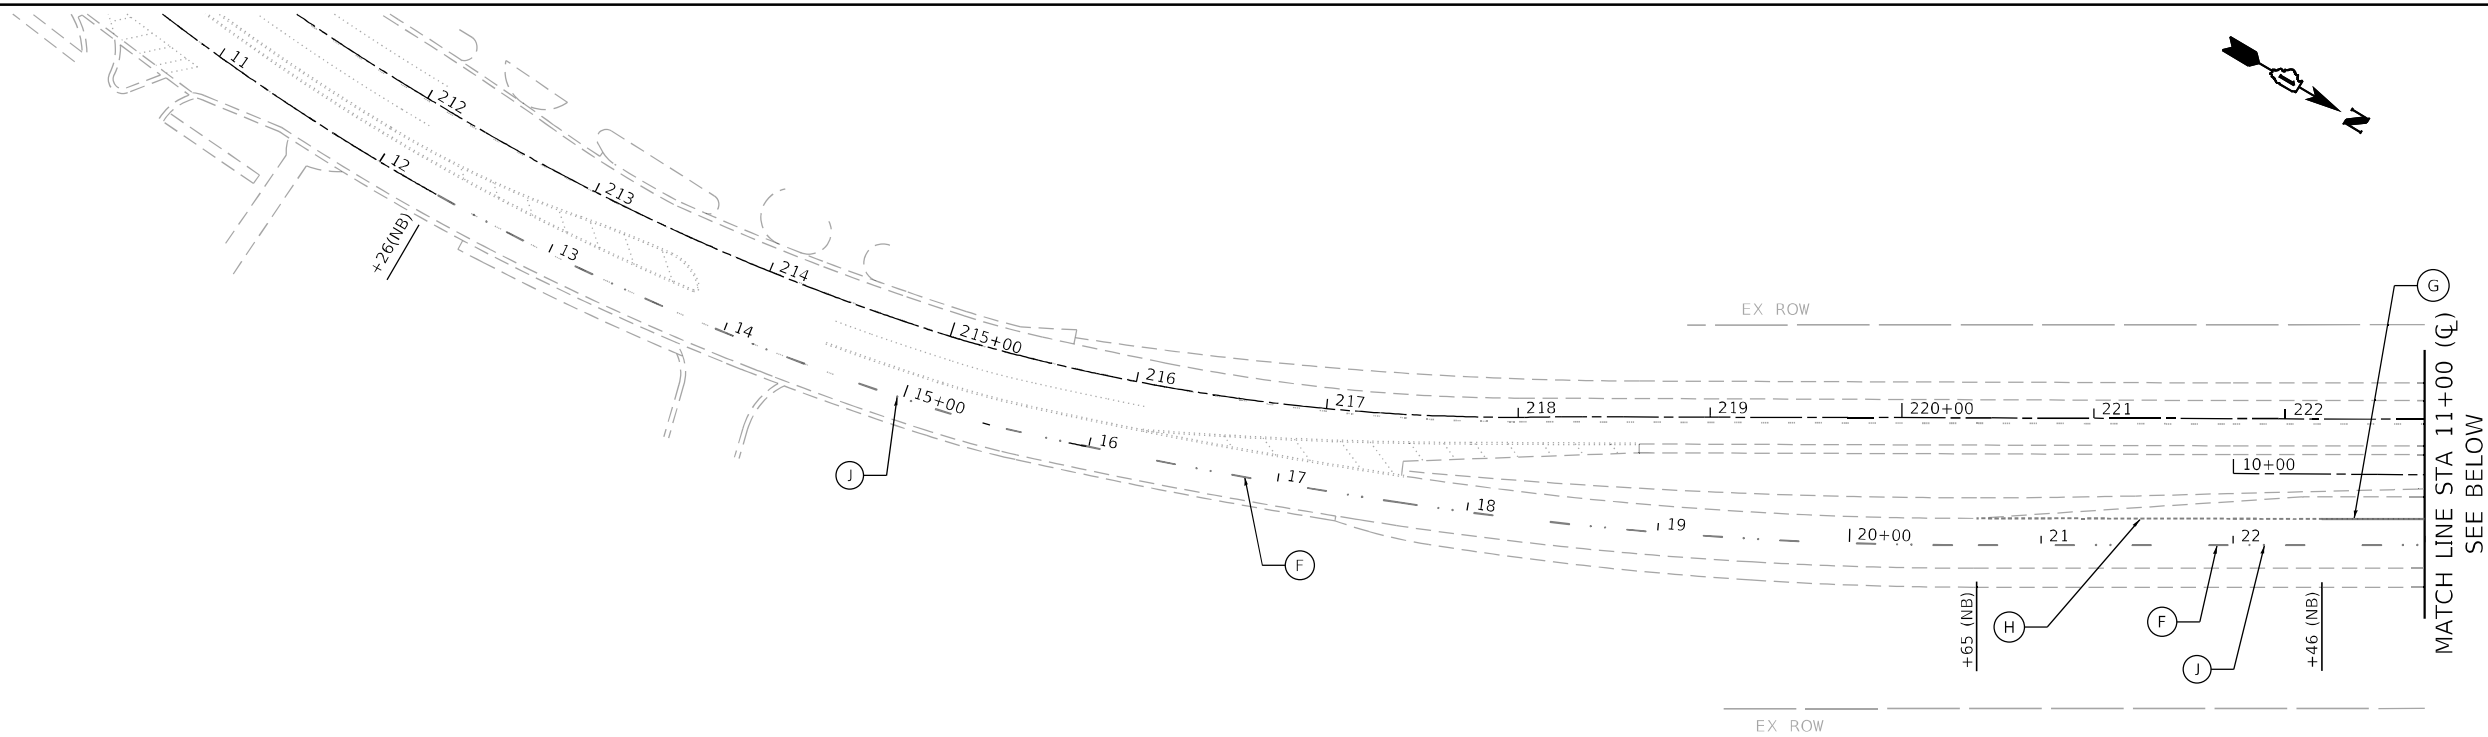 N
11
212
12
213
+26(NB)
13
214
14
215+00
15+00
216
16
217
17
218
18
219
19
220+00
20+00
221
21
222
22
10+00
EX ROW
G
J
F
H
F
J
+65 (NB)
+46 (NB)
EX ROW
MATCH LINE STA 11+00 (℄)
SEE BELOW